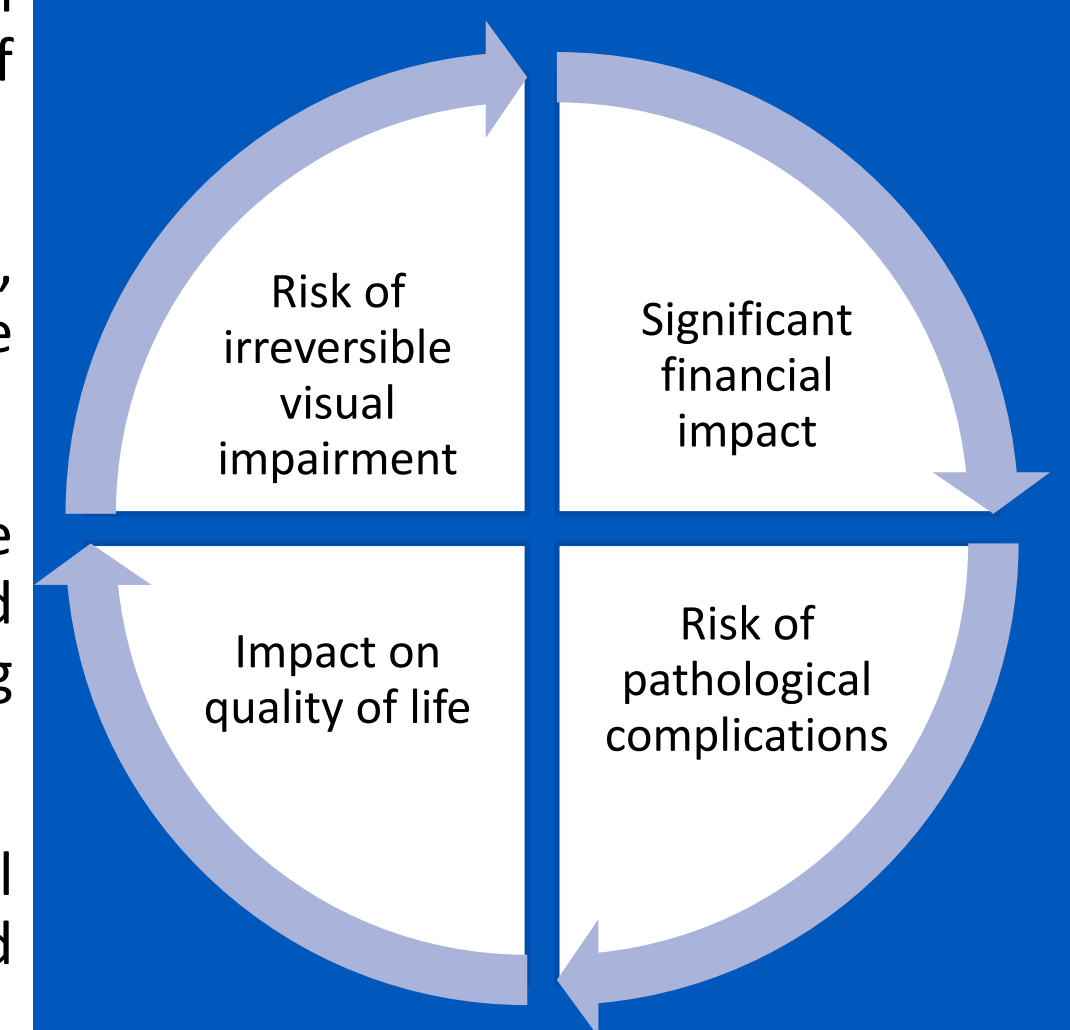 Risk of
irreversible
visual
impairment
Significant
financial
impact
Impact on
quality of life
Risk of
pathological
complications